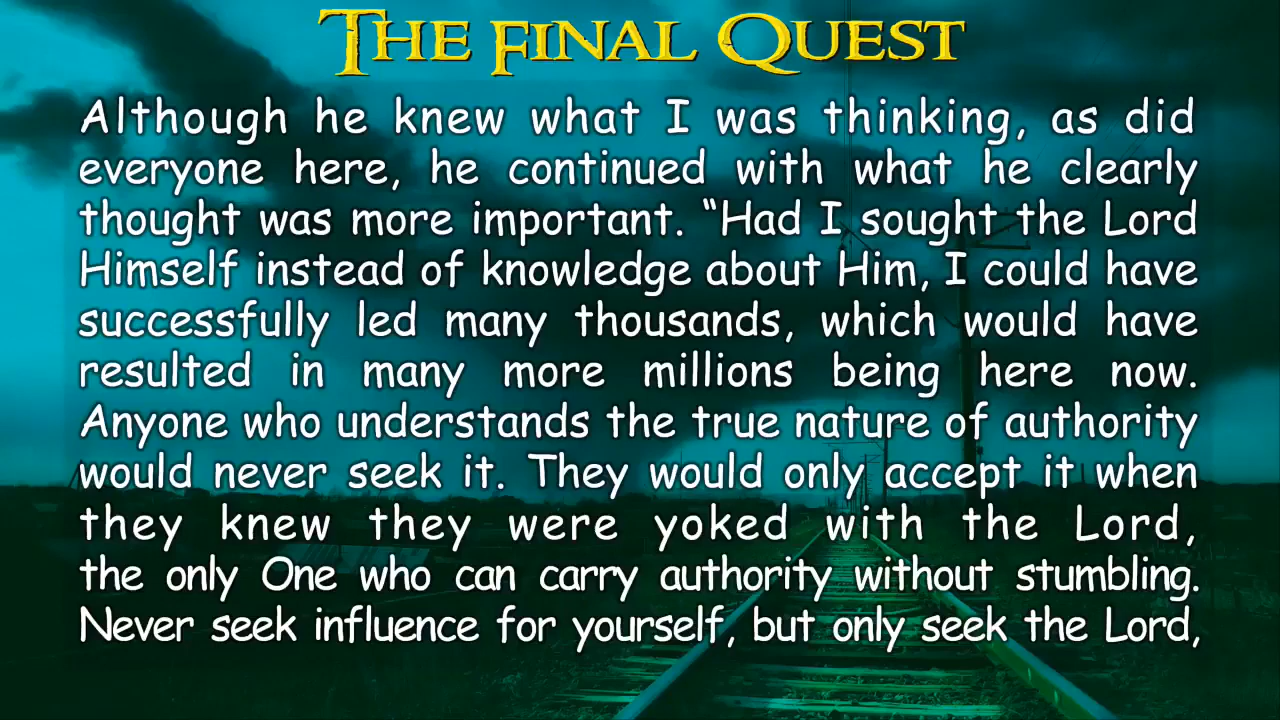 The Final Quest
Although he knew what I was thinking, as did
everyone here, he continued with what he clearly
thought was more important. “Had I sought the Lord
Himself instead of knowledge about Him, I could have
successfully led many thousands, which would have
resulted in many more millions being here now.
Anyone who understands the true nature of authority
would never seek it. They would only accept it when
they knew they were yoked with the Lord,
the only One who can carry authority without stumbling.
Never seek influence for yourself, but only seek the Lord,